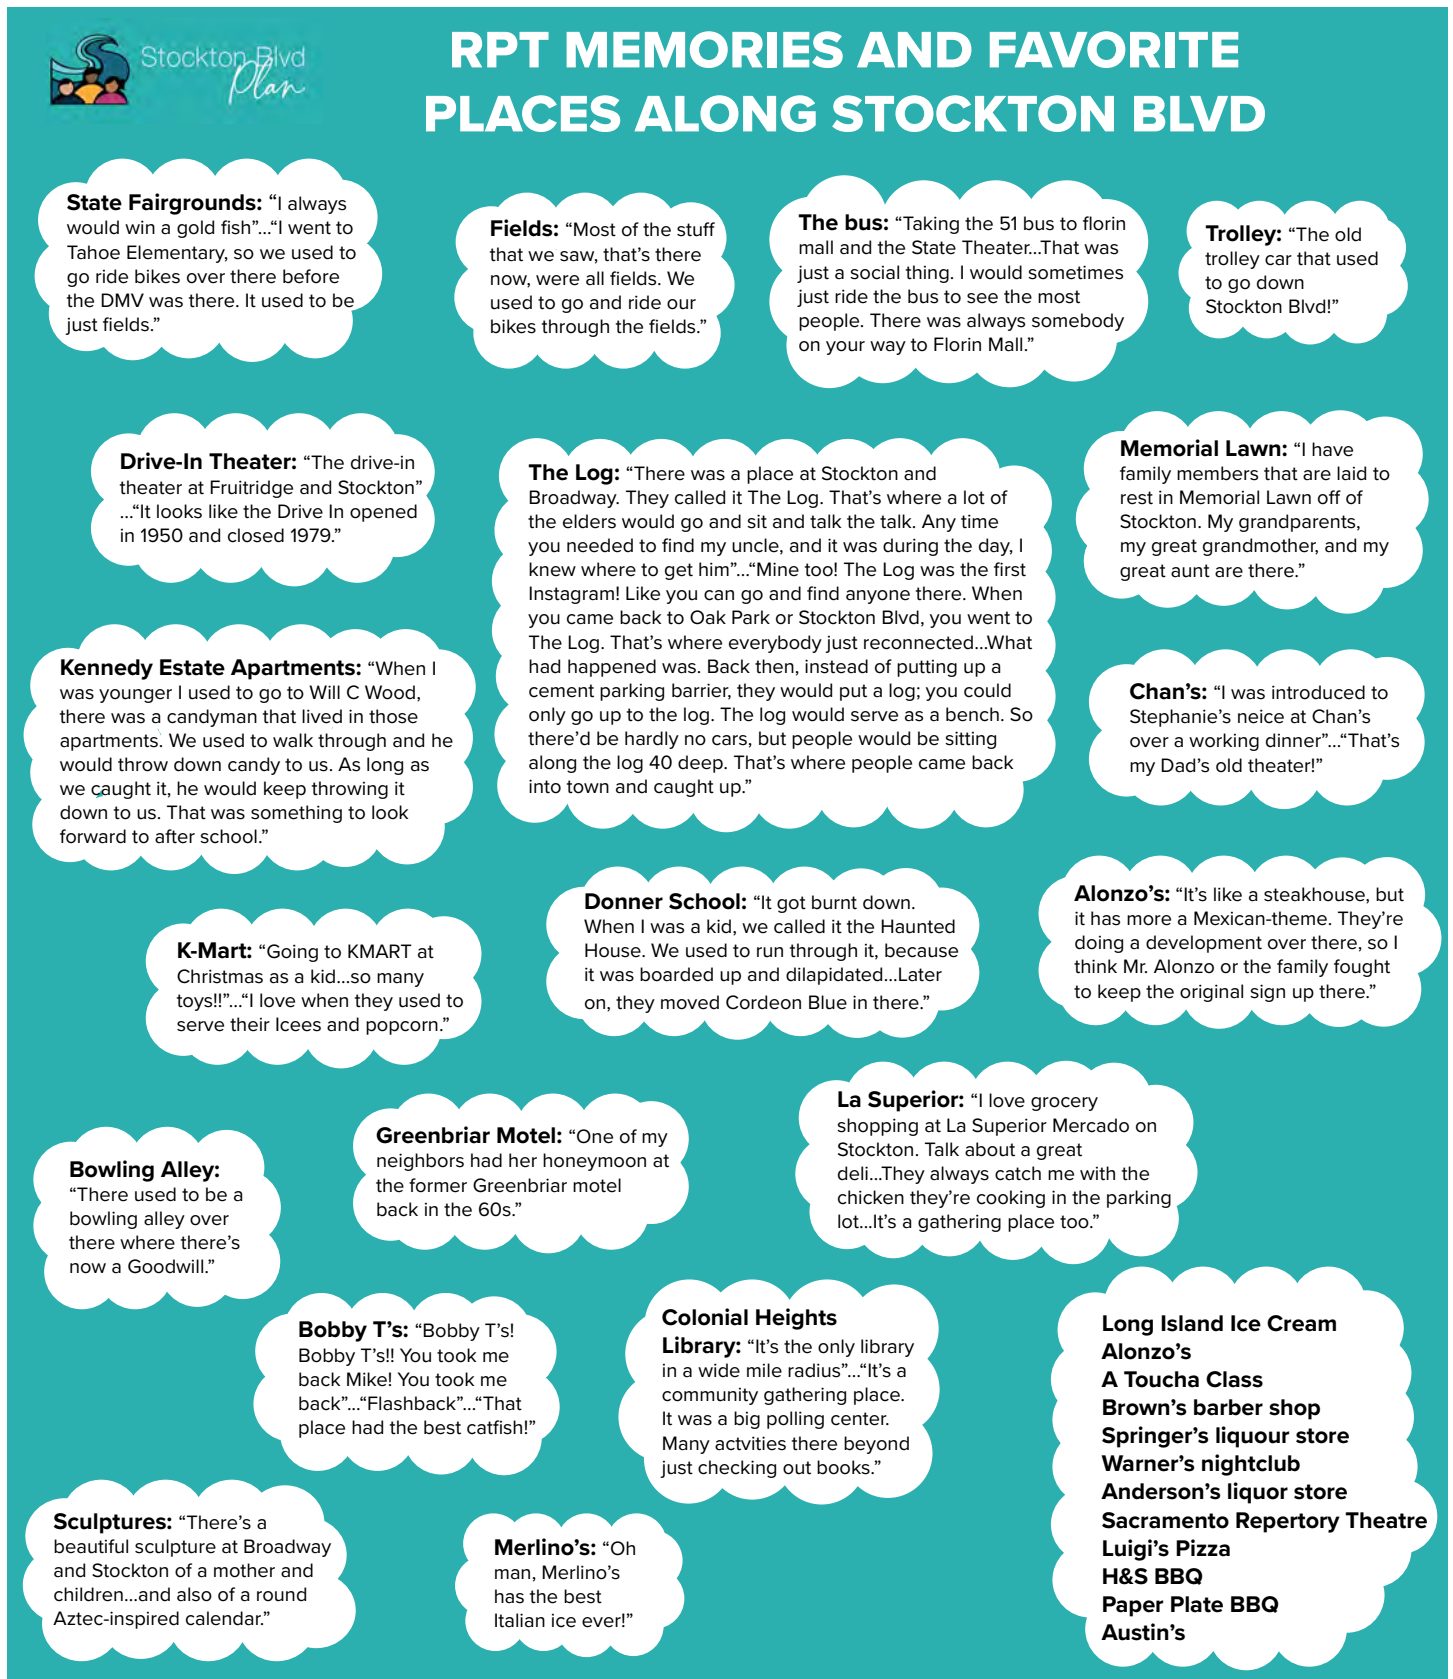 Stockton Blvd
Plan
RPT MEMORIES AND FAVORITE
PLACES ALONG STOCKTON BLVD
State Fairgrounds: “I always
would win a gold fish”...“I went to
Tahoe Elementary, so we used to
go ride bikes over there before
the DMV was there. It used to be
just fields.”
Fields: “Most of the stuff
that we saw, that’s there
now, were all fields. We
used to go and ride our
bikes through the fields.”
The bus: “Taking the 51 bus to florin
mall and the State Theater...That was
just a social thing. I would sometimes
just ride the bus to see the most
people. There was always somebody
on your way to Florin Mall.”
Trolley: “The old
trolley car that used
to go down
Stockton Blvd!”
Drive-In Theater: “The drive-in
theater at Fruitridge and Stockton”
...“It looks like the Drive In opened
in 1950 and closed 1979.”
The Log: “There was a place at Stockton and
Broadway. They called it The Log. That’s where a lot of
the elders would go and sit and talk the talk. Any time
you needed to find my uncle, and it was during the day, I
knew where to get him”...“Mine too! The Log was the first
Instagram! Like you can go and find anyone there. When
you came back to Oak Park or Stockton Blvd, you went to
The Log. That’s where everybody just reconnected...What
had happened was. Back then, instead of putting up a
cement parking barrier, they would put a log; you could
only go up to the log. The log would serve as a bench. So
there’d be hardly no cars, but people would be sitting
along the log 40 deep. That’s where people came back
into town and caught up.”
Memorial Lawn: “I have
family members that are laid to
rest in Memorial Lawn off of
Stockton. My grandparents,
my great grandmother, and my
great aunt are there.”
Kennedy Estate Apartments: “When I
was younger I used to go to Will C Wood,
there was a candyman that lived in those
apartments. We used to walk through and he
would throw down candy to us. As long as
we caught it, he would keep throwing it
down to us. That was something to look
forward to after school.”
Chan’s: “I was introduced to
Stephanie’s neice at Chan’s
over a working dinner”...“That’s
my Dad’s old theater!”
K-Mart: “Going to KMART at
Christmas as a kid...so many
toys!!”...“I love when they used to
serve their Icees and popcorn.”
Donner School: “It got burnt down.
When I was a kid, we called it the Haunted
House. We used to run through it, because
it was boarded up and dilapidated...Later
on, they moved Cordeon Blue in there.”
Alonzo’s: “It’s like a steakhouse, but
it has more a Mexican-theme. They’re
doing a development over there, so I
think Mr. Alonzo or the family fought
to keep the original sign up there.”
Bowling Alley:
“There used to be a
bowling alley over
there where there’s
now a Goodwill.”
Greenbriar Motel: “One of my
neighbors had her honeymoon at
the former Greenbriar motel
back in the 60s.”
La Superior: “I love grocery
shopping at La Superior Mercado on
Stockton. Talk about a great
deli...They always catch me with the
chicken they’re cooking in the parking
lot...It’s a gathering place too.”
Bobby T’s: “Bobby T’s!
Bobby T’s!! You took me
back Mike! You took me
back”...“Flashback”...“That
place had the best catfish!”
Colonial Heights
Library: “It’s the only library
in a wide mile radius”...“It’s a
community gathering place.
It was a big polling center.
Many actvities there beyond
just checking out books.”
Long Island Ice Cream
Alonzo’s
A Toucha Class
Brown’s barber shop
Springer’s liquour store
Warner’s nightclub
Anderson’s liquor store
Sacramento Repertory Theatre
Luigi’s Pizza
H&S BBQ
Paper Plate BBQ
Austin’s
Sculptures: “There’s a
beautiful sculpture at Broadway
and Stockton of a mother and
children...and also of a round
Aztec-inspired calendar.”
Merlino’s: “Oh
man, Merlino’s
has the best
Italian ice ever!”